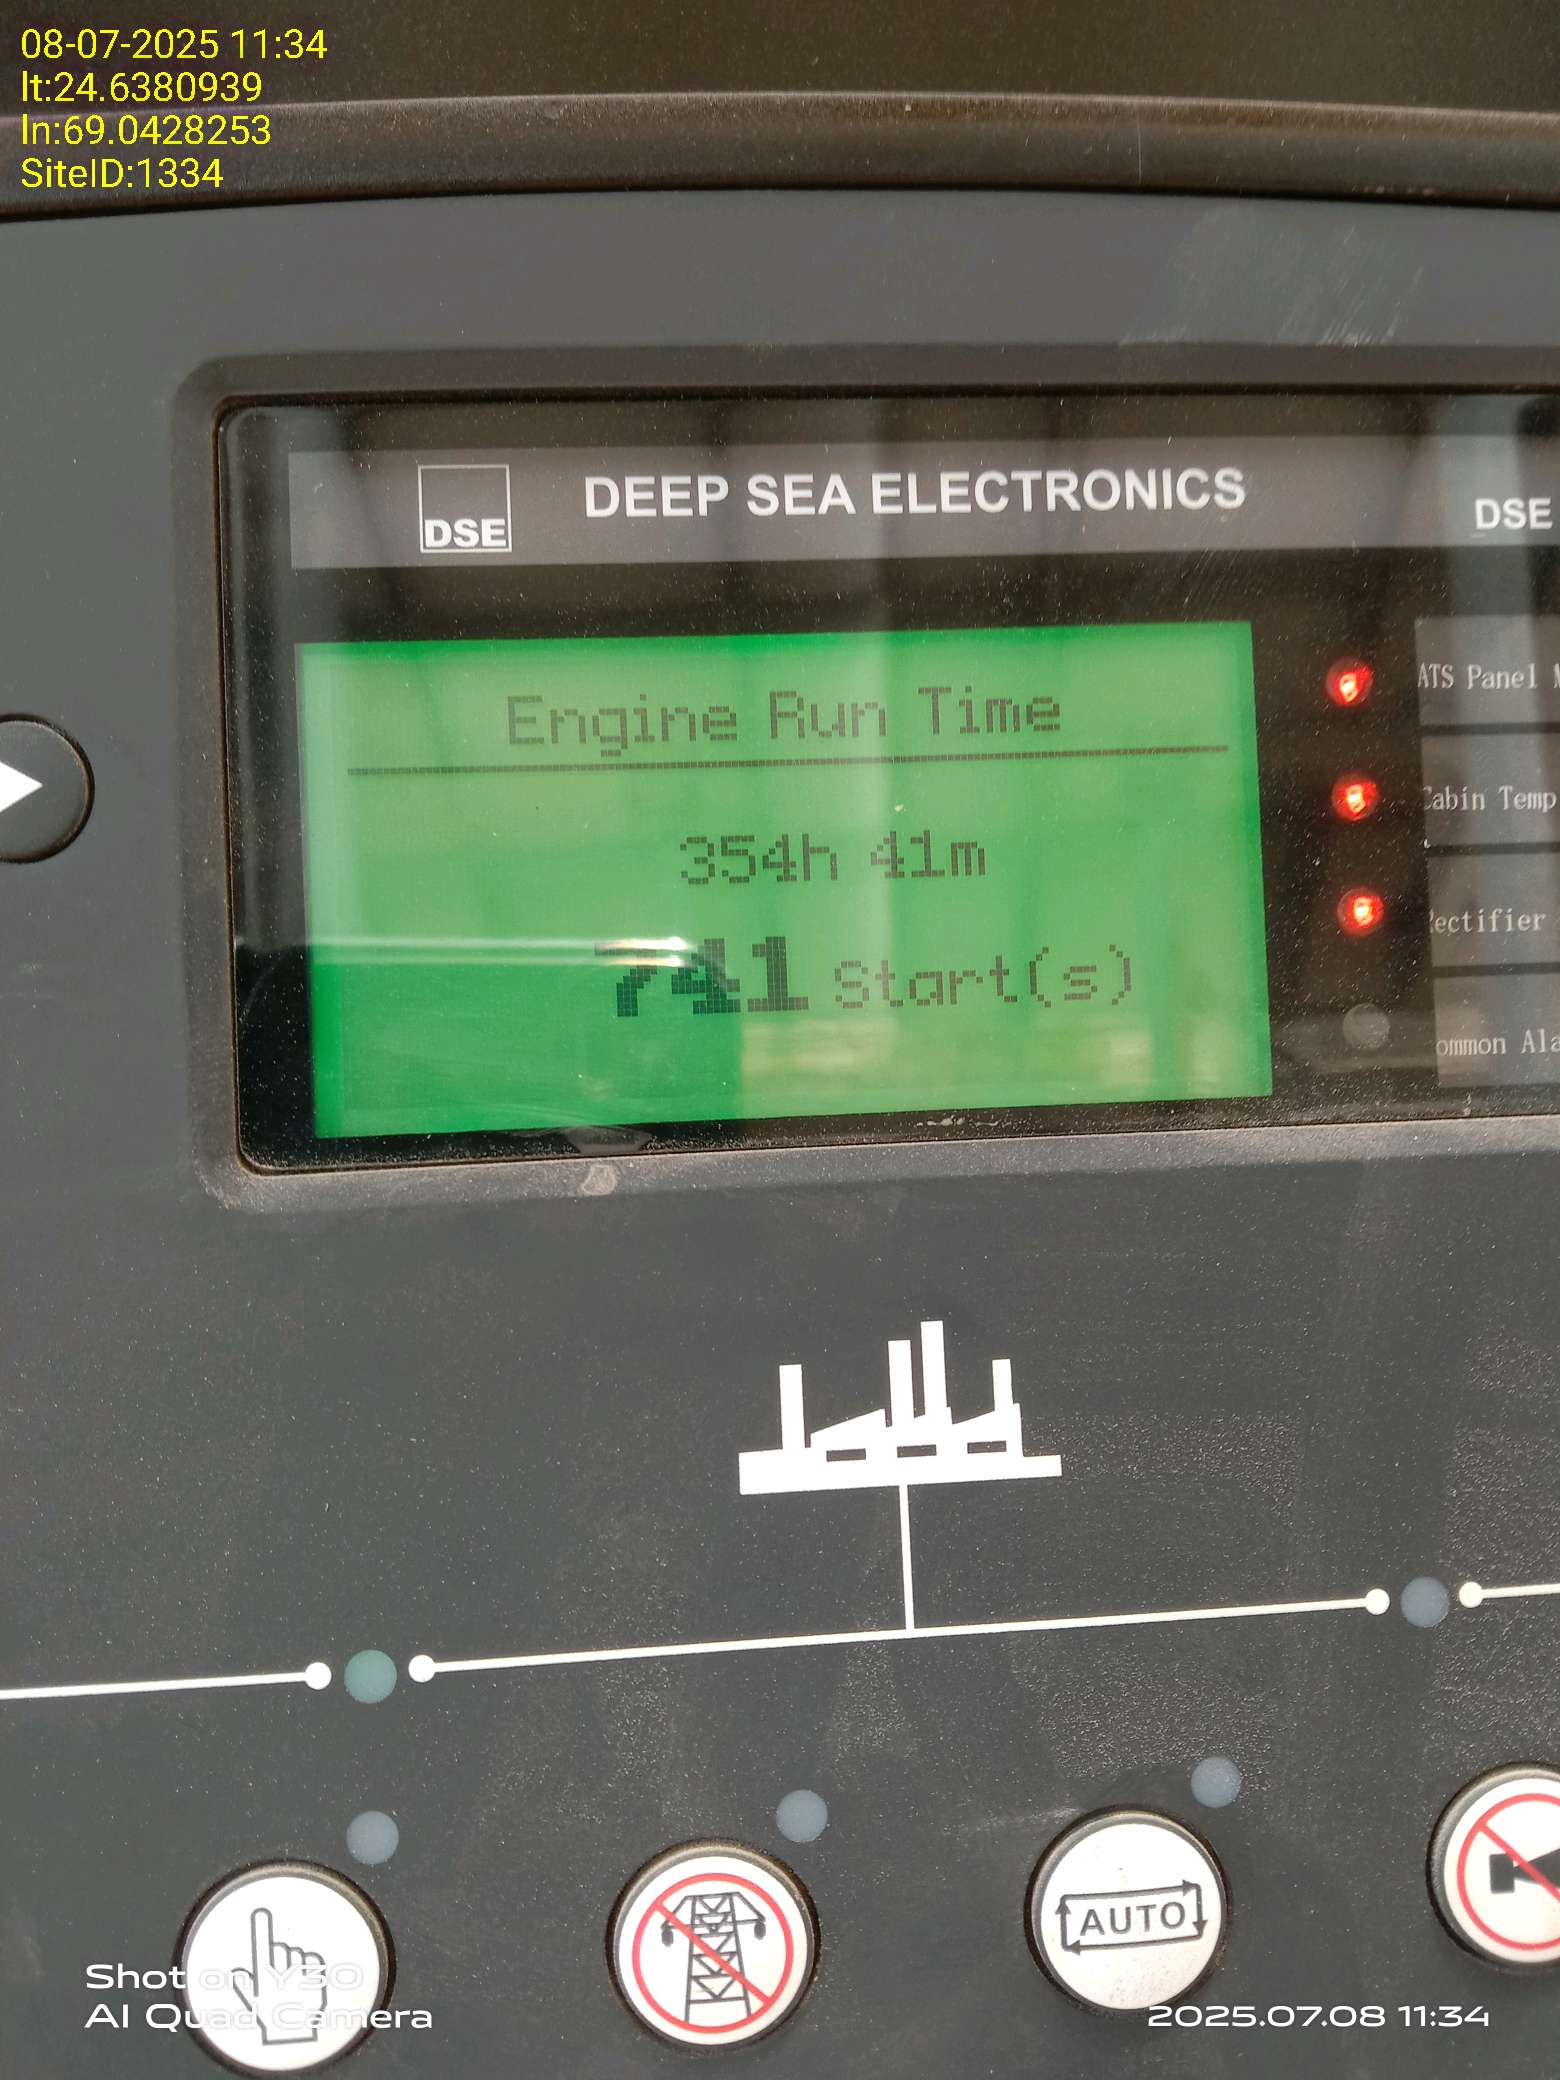 08-07-2025 11:34
lt:24.6380939
ln:69.0428253
SiteID:1334
DSE
DEEP SEA ELECTRONICS
DSE
Engine Run Time
354h 41m
741 Start(s)
ATS Panel
Cabin Temp
Rectifier
Common
AUTO
Shot on Y30
AI Quad Camera
2025.07.08 11:34